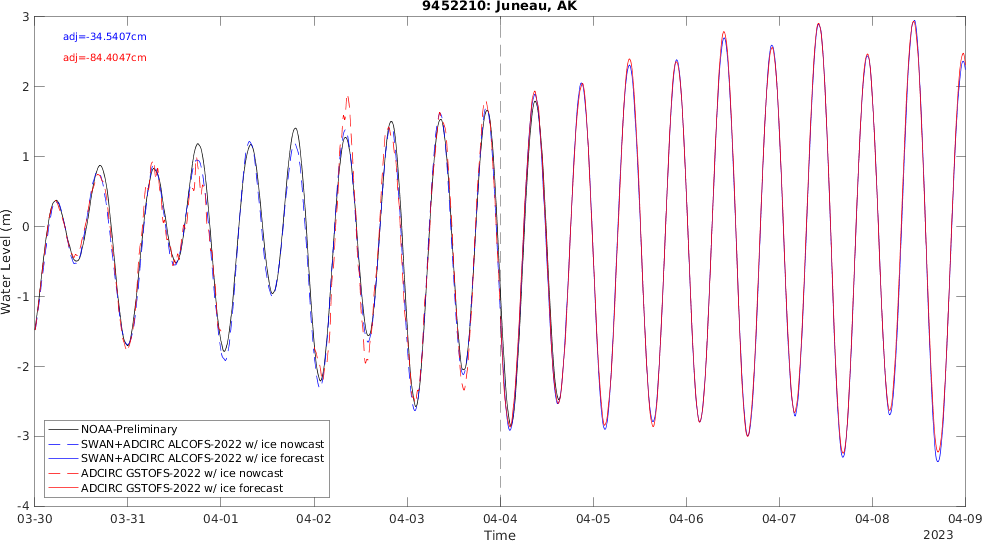 9452210: Juneau, AK
adj=-34.5407cm
adj=-84.4047cm
3
2
1
0
-1
-2
-3
-4
Water Level (m)
NOAA-Preliminary
SWAN+ADCIRC ALCOFS-2022 w/ ice nowcast
SWAN+ADCIRC ALCOFS-2022 w/ ice forecast
ADCIRC GSTOFS-2022 w/ ice nowcast
ADCIRC GSTOFS-2022 w/ ice forecast
03-30 03-31 04-01 04-02 04-03 04-04 04-05 04-06 04-07 04-08 04-09
Time
2023